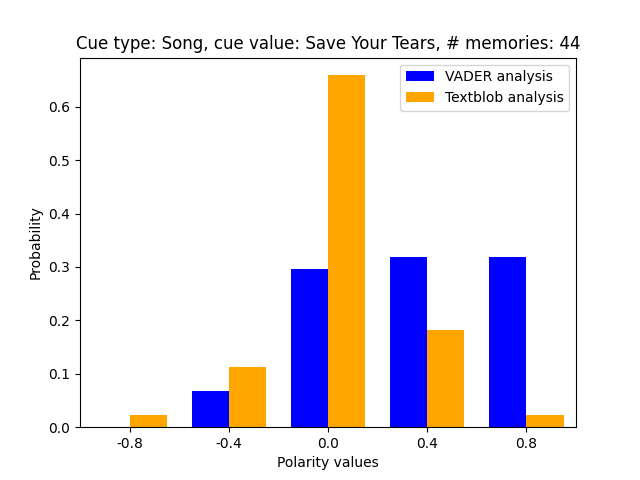 Cue type: Song, cue value: Save Your Tears, # memories: 44
VADER analysis
Textblob analysis
0.6
0.5
0.4
0.3
0.2
0.1
0.0
Probability
-0.8 -0.4 0.0 0.4 0.8
Polarity values